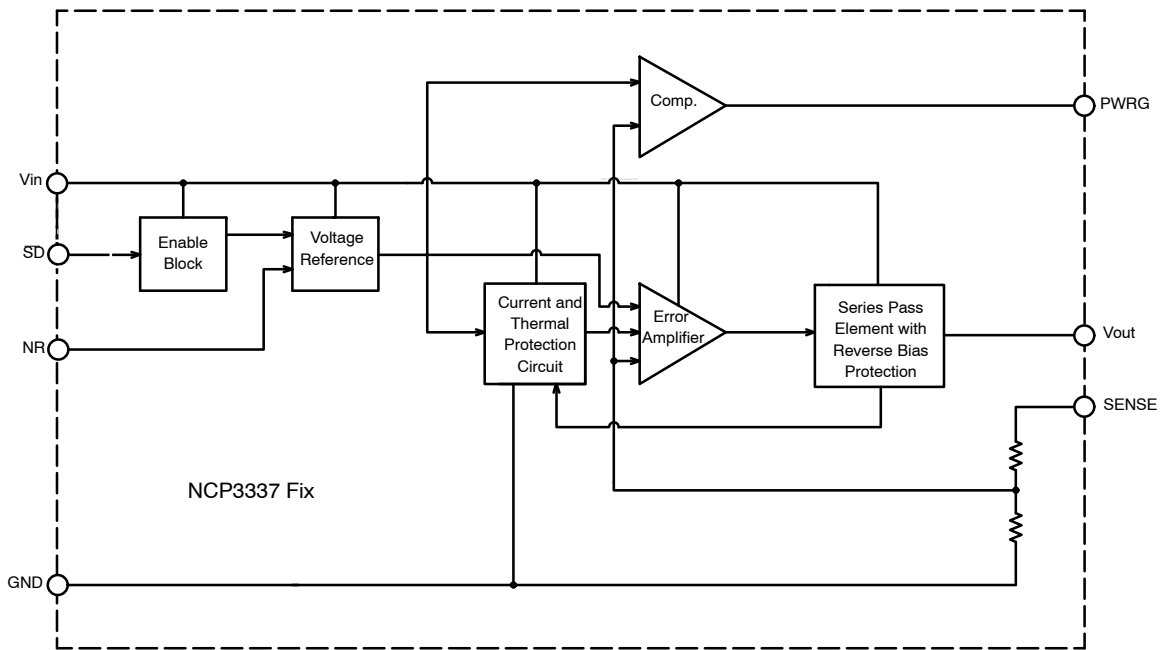 Comp.
PWRG
Vin
S̅D̅
Enable
Block
Voltage
Reference
NR
Current and
Thermal
Protection
Circuit
Error
Amplifier
Series Pass
Element with
Reverse Bias
Protection
Vout
SENSE
NCP3337 Fix
GND